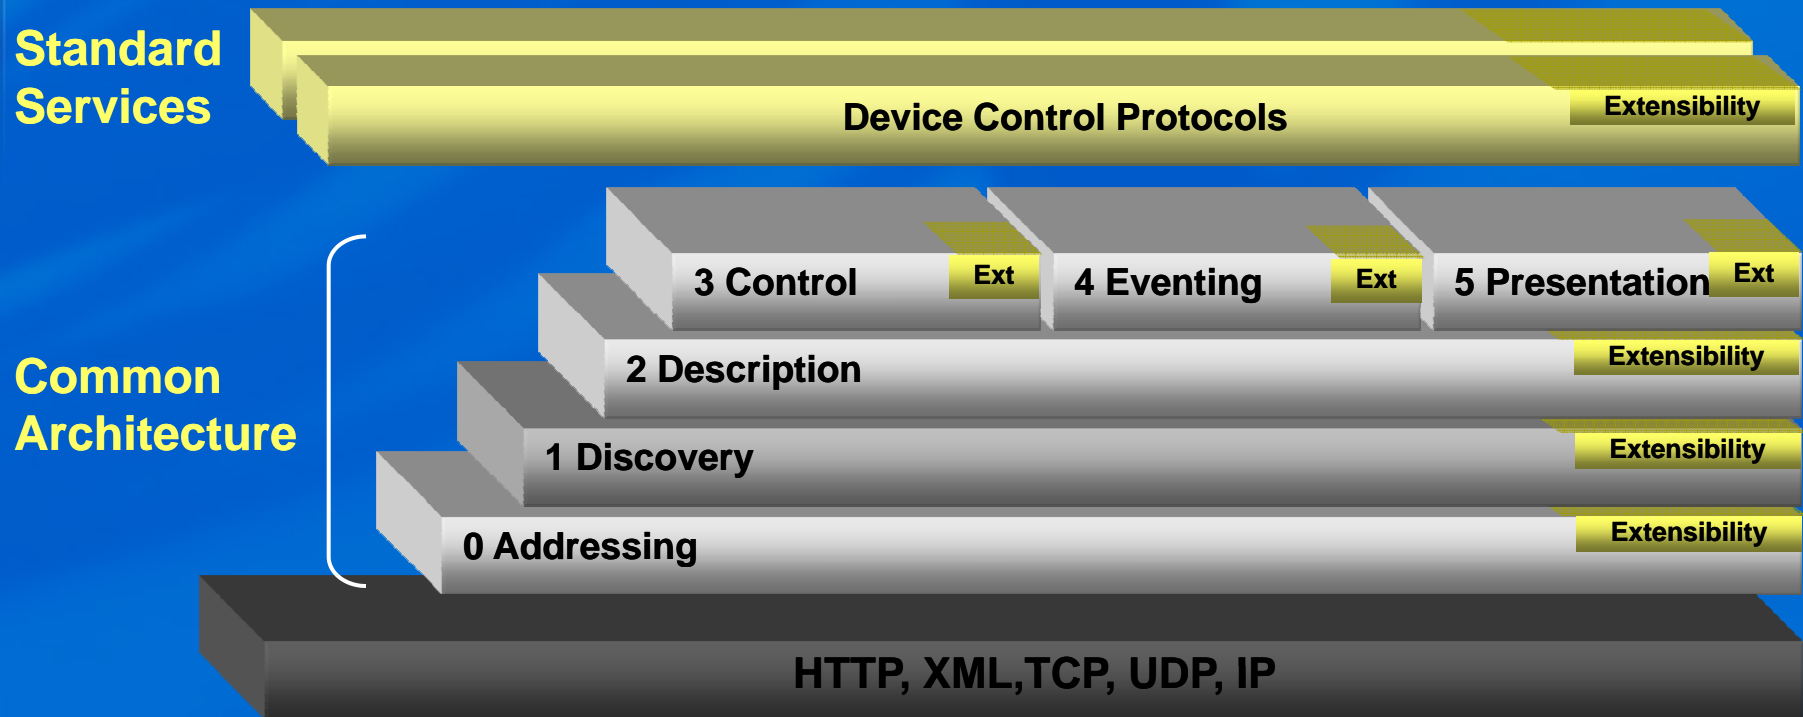 Standard
Services
Device Control Protocols
Extensibility
3 Control
Ext
4 Eventing
Ext
5 Presentation
Ext
2 Description
Extensibility
Common
Architecture
1 Discovery
Extensibility
0 Addressing
Extensibility
HTTP, XML,TCP, UDP, IP